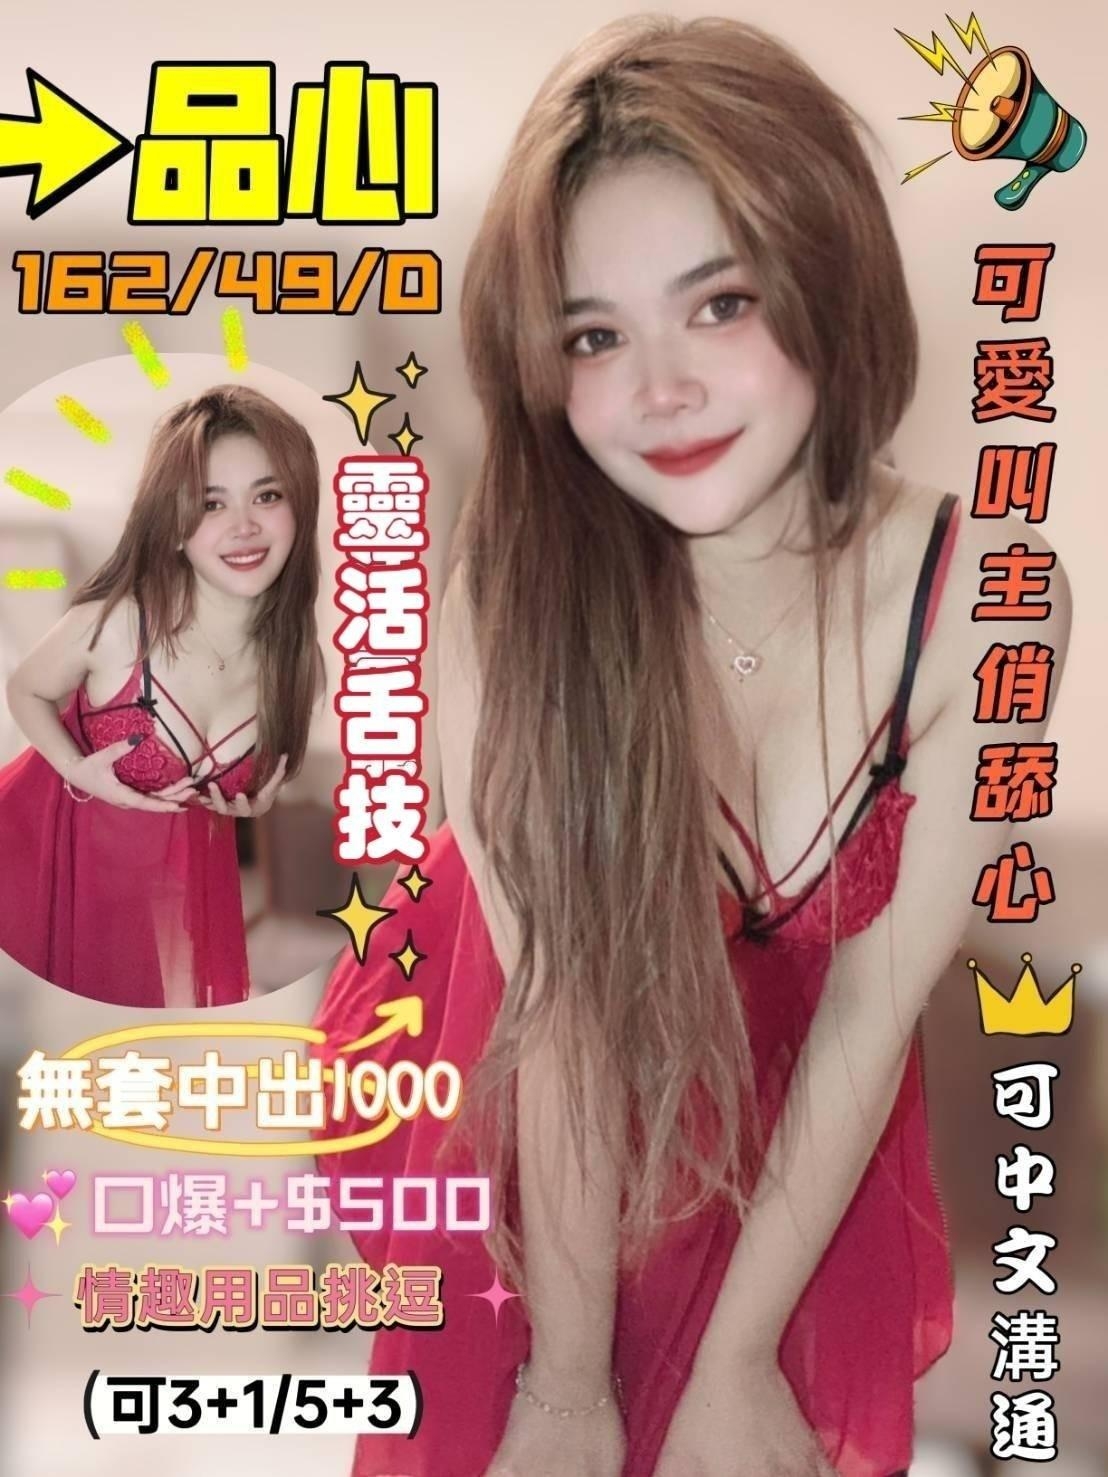 品心
162/49/D
靈活舌技
無套中出1000
口爆+$500
情趣用品挑逗
(可3+1/5+3)
可愛叫主俏舔心
可中文溝通